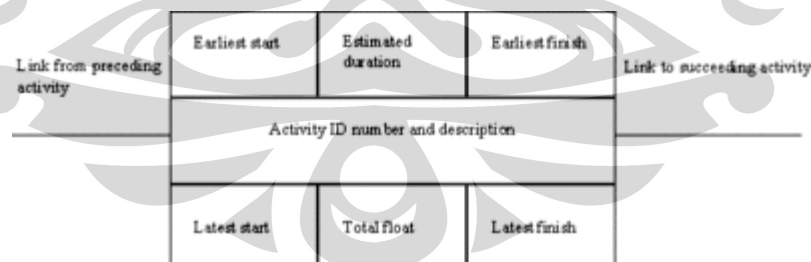 Earliest start
Estimated
duration
Earliest finish
Link from preceding
activity
Link to succeeding activity
Activity ID number and description
Latest start
Total float
Latest finish